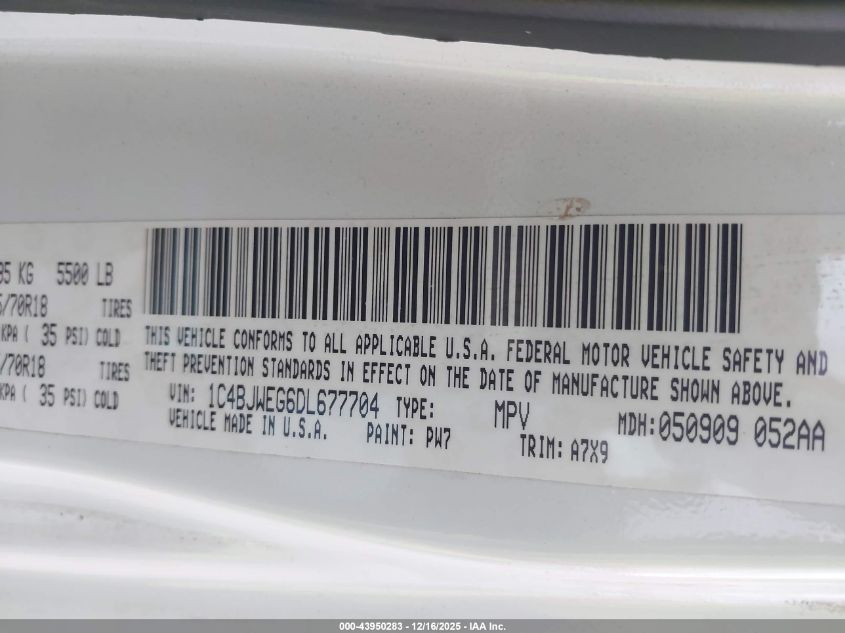 95 KG 5500 LB
/70R18 TIRES
KPA ( 35 PSI) COLD
/70R18 TIRES
KPA ( 35 PSI) COLD
THIS VEHICLE CONFORMS TO ALL APPLICABLE U.S.A. FEDERAL MOTOR VEHICLE SAFETY AND
THEFT PREVENTION STANDARDS IN EFFECT ON THE DATE OF MANUFACTURE SHOWN ABOVE.
VIN: 1C4BJWEG6DL677704 TYPE: MPV MDH: 050909 052AA
VEHICLE MADE IN U.S.A. PAINT: PW7 TRIM: A7X9
000-43950283 - 12/16/2025 - IAA Inc.